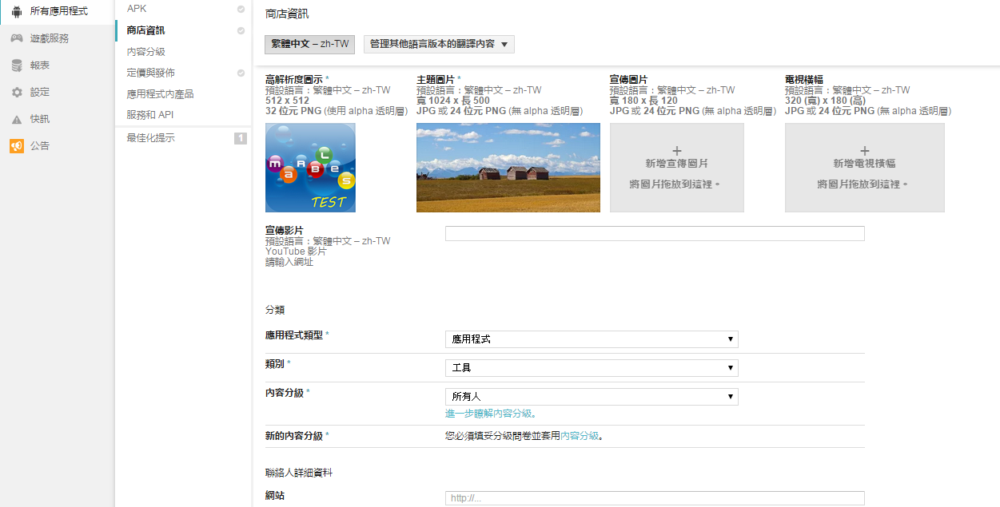 所有應用程式
遊戲服務
報表
設定
快訊
公告
APK
商店資訊
內容分級
定價與發佈
應用程式內產品
服務和 API
最佳化提示
1
商店資訊
繁體中文 – zh-TW
管理其他語言版本的翻譯內容 ▼
高解析度圖示 *
預設語言：繁體中文 – zh-TW
512 x 512
32 位元 PNG ((使用 alpha 透明層)
主題圖片 *
預設語言：繁體中文 – zh-TW
寬 1024 x 長 500
JPG 或 24 位元 PNG (無 alpha 透明層)
宣傳圖片
預設語言：繁體中文 – zh-TW
寬 180 x 長 120
JPG 或 24 位元 PNG (無 alpha 透明層)
電視橫幅
預設語言：繁體中文 – zh-TW
320 (寬) x 180 (高)
JPG 或 24 位元 PNG (無 alpha 透明層)
maRBLes
TEST
+
新增宣傳圖片
將圖片拖放到這裡。
+
新增電視橫幅
將圖片拖放到這裡。
宣傳影片
預設語言：繁體中文 – zh-TW
YouTube 影片
請輸入網址
分類
應用程式類型 *
應用程式
類別 *
工具
內容分級 *
所有人
進一步瞭解內容分級。
新的內容分級 *
您必須填妥分級問卷並套用內容分級。
聯絡人詳細資料
網站
http://...